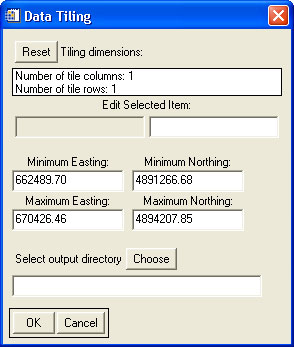 Data Tiling
Reset Tiling dimensions:
Number of tile columns: 1
Number of tile rows: 1
Edit Selected Item:
Minimum Easting: Minimum Northing:
662489.70 4891266.68
Maximum Easting: Maximum Northing:
670426.46 4894207.85
Select output directory Choose
OK Cancel